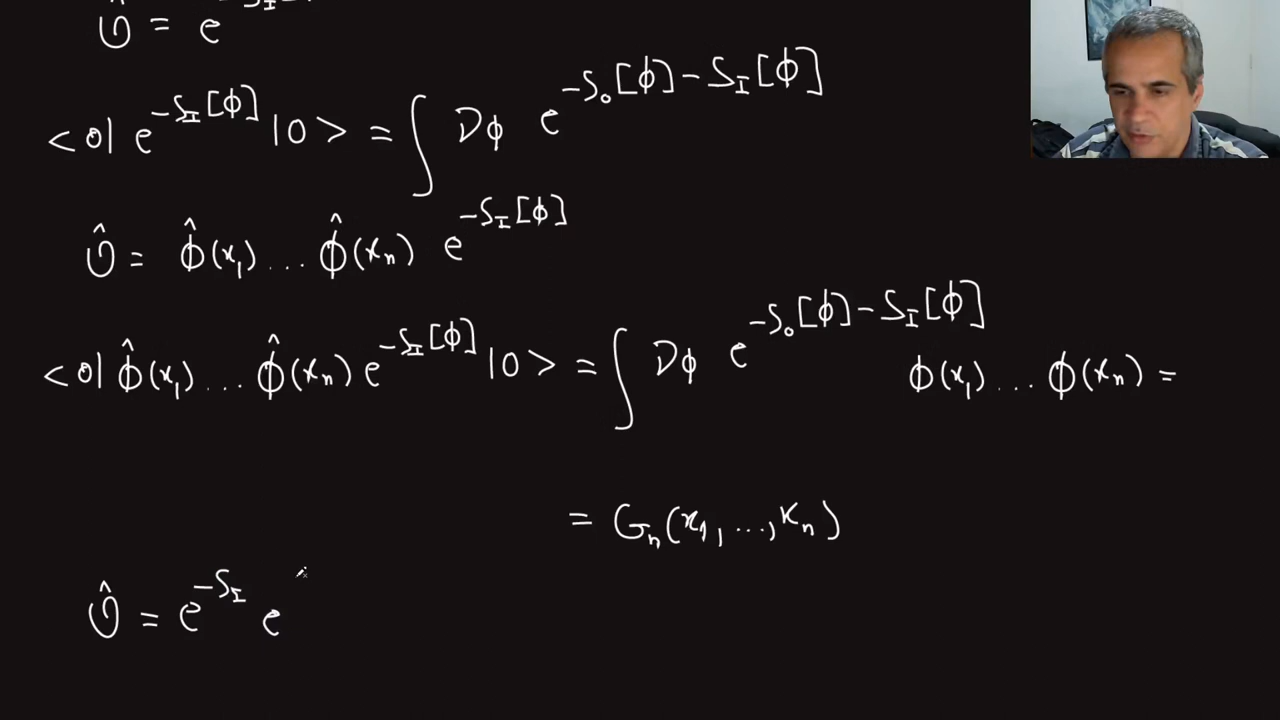 Ô = e^{-S_I}
<0| e^{-S_I[ϕ]} |0> = ∫ Dϕ e^{-S_0[ϕ] - S_I[ϕ]}
Ô = ϕ̂(x_1)...ϕ̂(x_n) e^{-S_I[ϕ]}
<0| ϕ̂(x_1)...ϕ̂(x_n) e^{-S_I[ϕ]} |0> = ∫ Dϕ e^{-S_0[ϕ] - S_I[ϕ]} ϕ(x_1)...ϕ(x_n) =
= G_n(x_1,...,x_n)
Ô = e^{-S_I} e